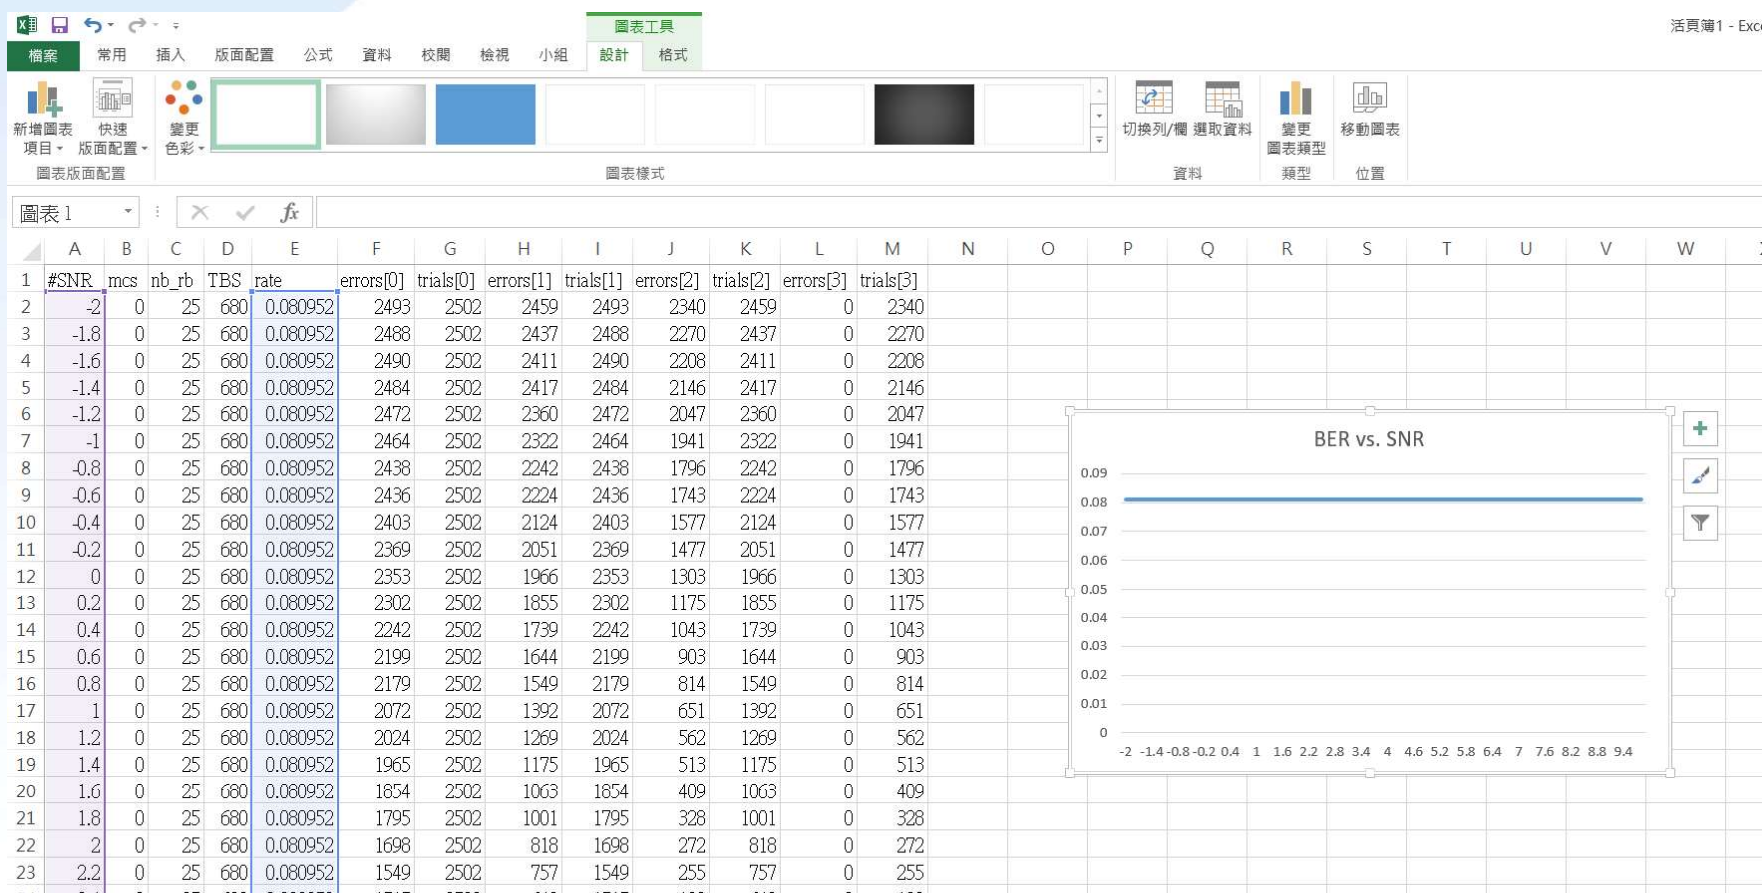 圖表工具
活頁簿1 - Exc
檔案 常用 插入 版面配置 公式 資料 校閱 檢視 小組 設計 格式
新增圖表 快速 變更 切換列/欄 選取資料 變更 移動圖表
項目 版面配置 色彩 圖表類型
圖表版面配置 圖表樣式 資料 類型 位置
圖表 1 fx
A B C D E F G H I J K L M N O P Q R S T U V W
1 #SNR mcs nb_rb TBS rate errors[0] trials[0] errors[1] trials[1] errors[2] trials[2] errors[3] trials[3]
2 -2 0 25 680 0.080952 2493 2502 2459 2493 2340 2459 0 2340
3 -1.8 0 25 680 0.080952 2488 2502 2437 2488 2270 2437 0 2270
4 -1.6 0 25 680 0.080952 2490 2502 2411 2490 2208 2411 0 2208
5 -1.4 0 25 680 0.080952 2484 2502 2417 2484 2146 2417 0 2146
6 -1.2 0 25 680 0.080952 2472 2502 2360 2472 2047 2360 0 2047
7 -1 0 25 680 0.080952 2464 2502 2322 2464 1941 2322 0 1941
8 -0.8 0 25 680 0.080952 2438 2502 2242 2438 1796 2242 0 1796
9 -0.6 0 25 680 0.080952 2436 2502 2224 2436 1743 2224 0 1743
10 -0.4 0 25 680 0.080952 2403 2502 2124 2403 1577 2124 0 1577
11 -0.2 0 25 680 0.080952 2369 2502 2051 2369 1477 2051 0 1477
12 0 0 25 680 0.080952 2353 2502 1966 2353 1303 1966 0 1303
13 0.2 0 25 680 0.080952 2302 2502 1855 2302 1175 1855 0 1175
14 0.4 0 25 680 0.080952 2242 2502 1739 2242 1043 1739 0 1043
15 0.6 0 25 680 0.080952 2199 2502 1644 2199 903 1644 0 903
16 0.8 0 25 680 0.080952 2179 2502 1549 2179 814 1549 0 814
17 1 0 25 680 0.080952 2072 2502 1392 2072 651 1392 0 651
18 1.2 0 25 680 0.080952 2024 2502 1269 2024 562 1269 0 562
19 1.4 0 25 680 0.080952 1965 2502 1175 1965 513 1175 0 513
20 1.6 0 25 680 0.080952 1854 2502 1063 1854 409 1063 0 409
21 1.8 0 25 680 0.080952 1795 2502 1001 1795 328 1001 0 328
22 2 0 25 680 0.080952 1698 2502 818 1698 272 818 0 272
23 2.2 0 25 680 0.080952 1549 2502 757 1549 255 757 0 255
BER vs. SNR
0.09
0.08
0.07
0.06
0.05
0.04
0.03
0.02
0.01
0
-2 -1.4 -0.8 -0.2 0.4 1 1.6 2.2 2.8 3.4 4 4.6 5.2 5.8 6.4 7 7.6 8.2 8.8 9.4